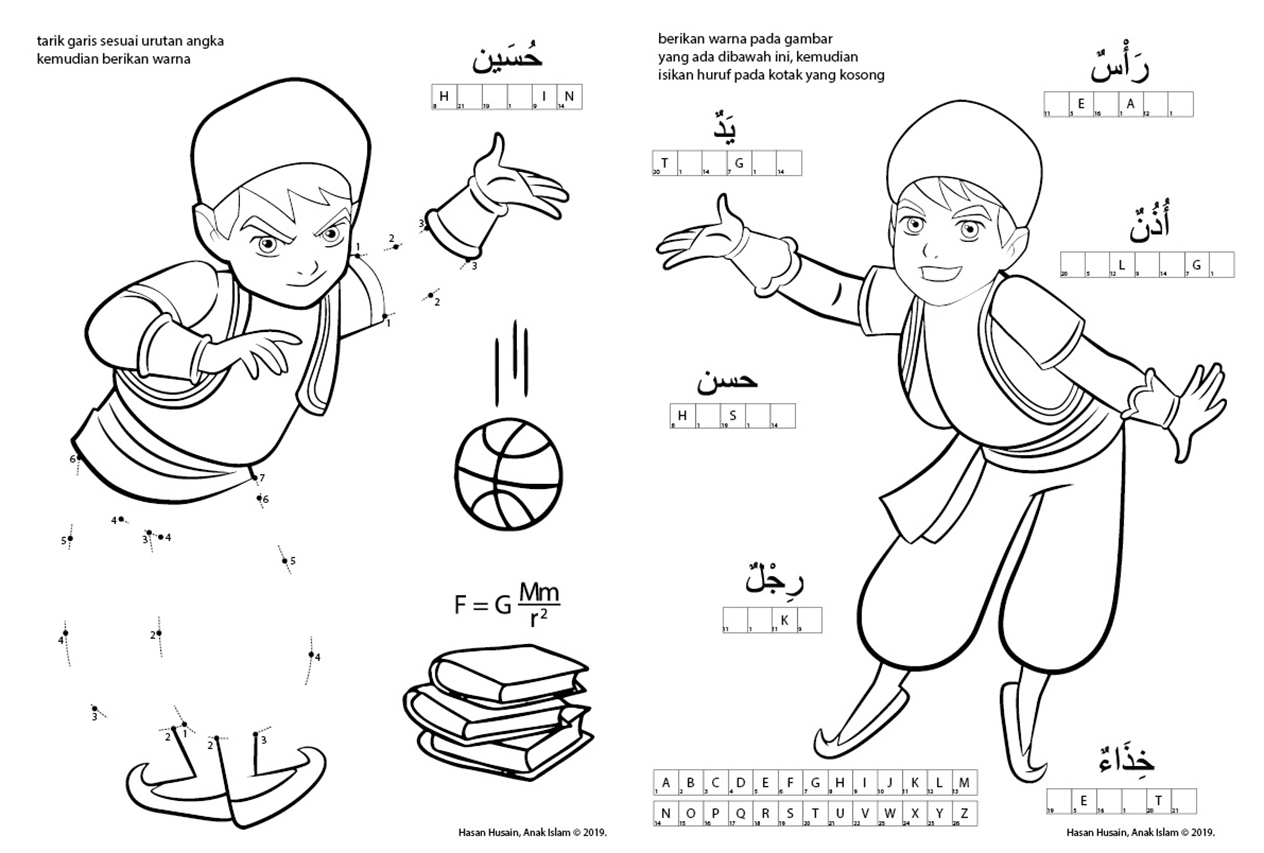 tarik garis sesuai urutan angka
kemudian berikan warna
حُسَين
H I N
8 21 19 1 9 14
1 2 3
3
2
1
6
7
6
4
3 4
5
5
4
2
4
3
2 1
2
3
F = G Mm
r²
Hasan Husain, Anak Islam © 2019.
berikan warna pada gambar
yang ada dibawah ini, kemudian
isikan huruf pada kotak yang kosong
رَأْسٌ
E A
11 5 16 1 12 1
يَدٌ
T G
20 1 14 7 1 14
أُذُنٌ
L G
20 5 12 9 14 7 1
حسن
H S
8 1 19 1 14
رِجْلٌ
K
11 1 11 9
خِذَاءٌ
E T
19 5 16 1 20 21
A B C D E F G H I J K L M
1 2 3 4 5 6 7 8 9 10 11 12 13
N O P Q R S T U V W X Y Z
14 15 16 17 18 19 20 21 22 23 24 25 26
Hasan Husain, Anak Islam © 2019.